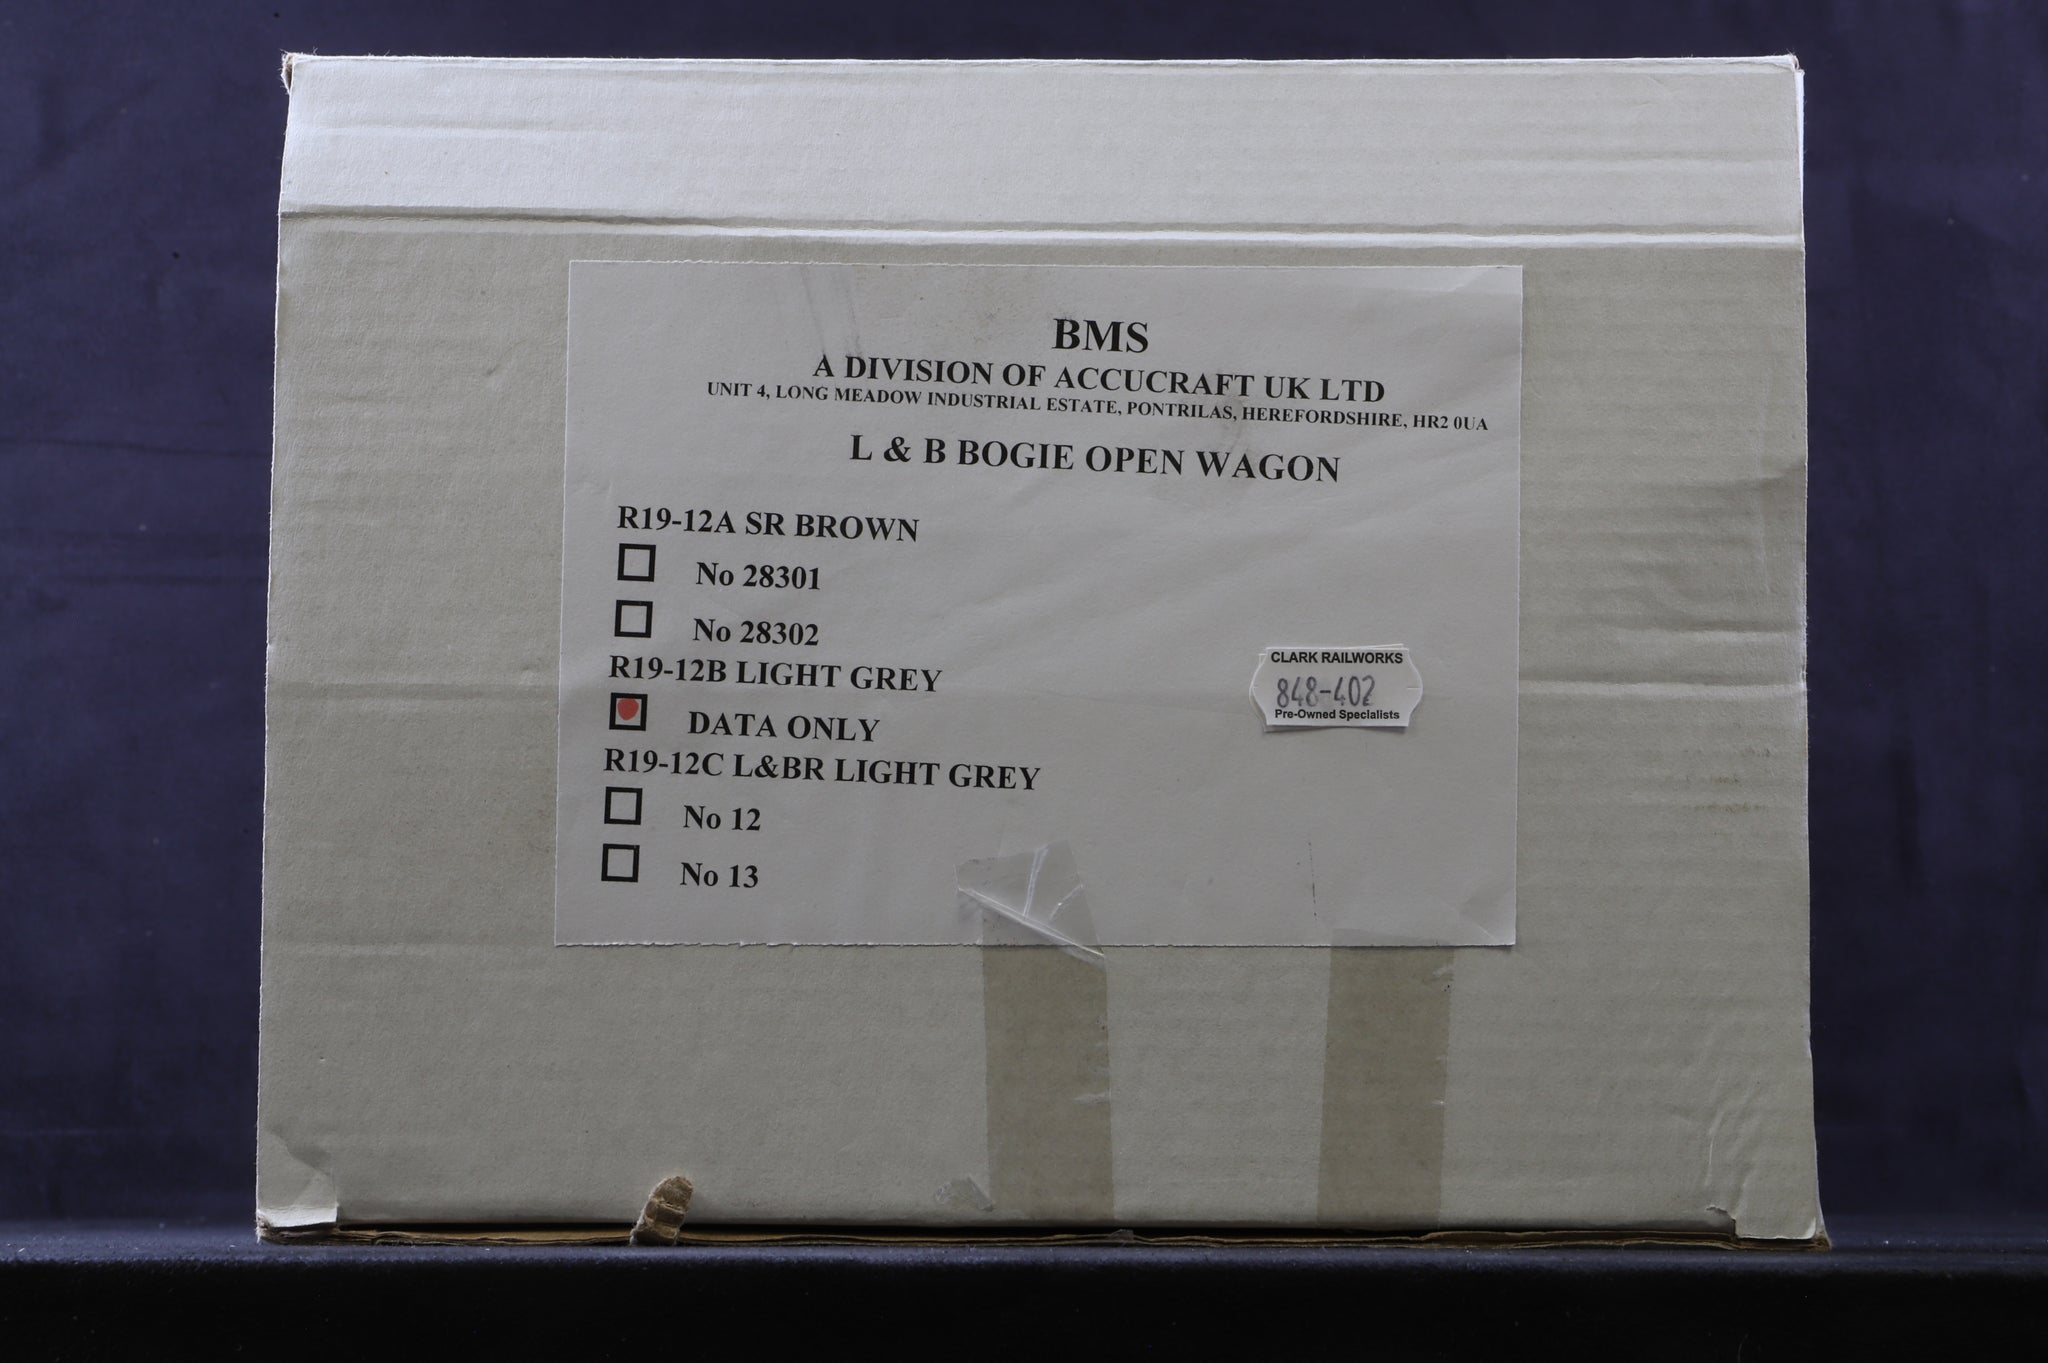 BMS
A DIVISION OF ACCUCRAFT UK LTD
UNIT 4, LONG MEADOW INDUSTRIAL ESTATE, PONTRILAS, HEREFORDSHIRE, HR2 0UA
L & B BOGIE OPEN WAGON
R19-12A SR BROWN
No 28301
No 28302
R19-12B LIGHT GREY
DATA ONLY
R19-12C L&BR LIGHT GREY
No 12
No 13
CLARK RAILWORKS
848-402
Pre-Owned Specialists